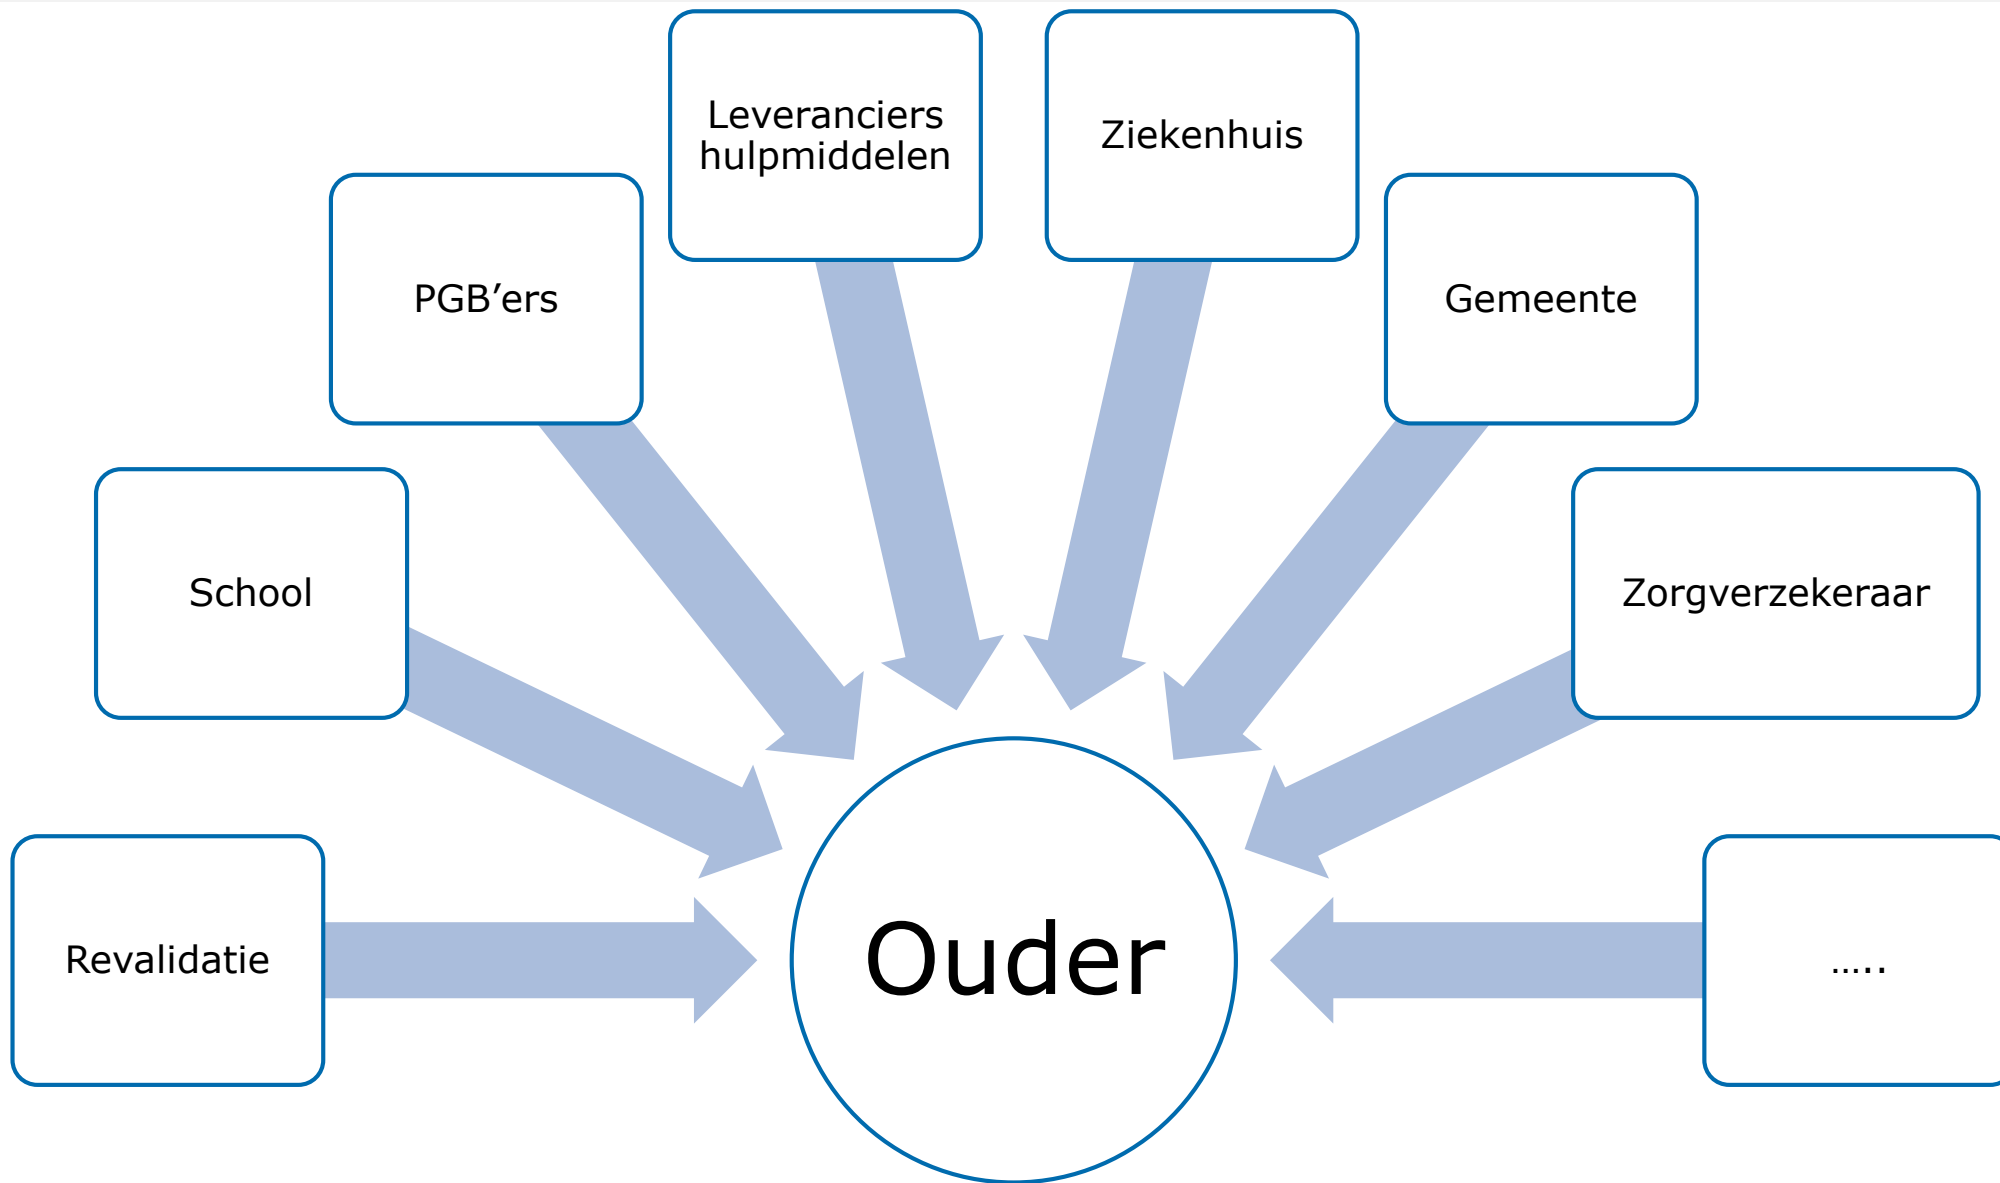 Leveranciers
hulpmiddelen
Ziekenhuis
PGB’ers
Gemeente
School
Zorgverzekeraar
Revalidatie
Ouder
…..